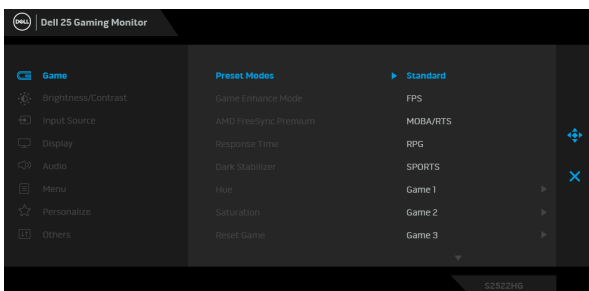 DELL Dell 25 Gaming Monitor
Game Preset Modes Standard
Brightness/Contrast Game Enhance Mode FPS
Input Source AMD FreeSync Premium MOBA/RTS
Display Response Time RPG
Audio Dark Stabilizer SPORTS
Menu Hue Game 1
Personalize Saturation Game 2
Others Reset Game Game 3
S2522HG